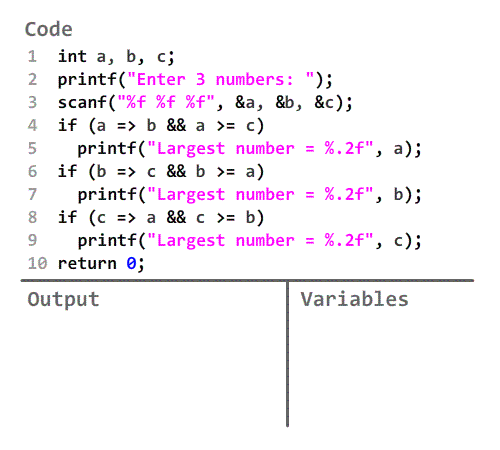 Code
1 int a, b, c;
2 printf("Enter 3 numbers: ");
3 scanf("%f %f %f", &a, &b, &c);
4 if (a => b && a >= c)
5 printf("Largest number = %.2f", a);
6 if (b => c && b >= a)
7 printf("Largest number = %.2f", b);
8 if (c => a && c >= b)
9 printf("Largest number = %.2f", c);
10 return 0;
Output
Variables